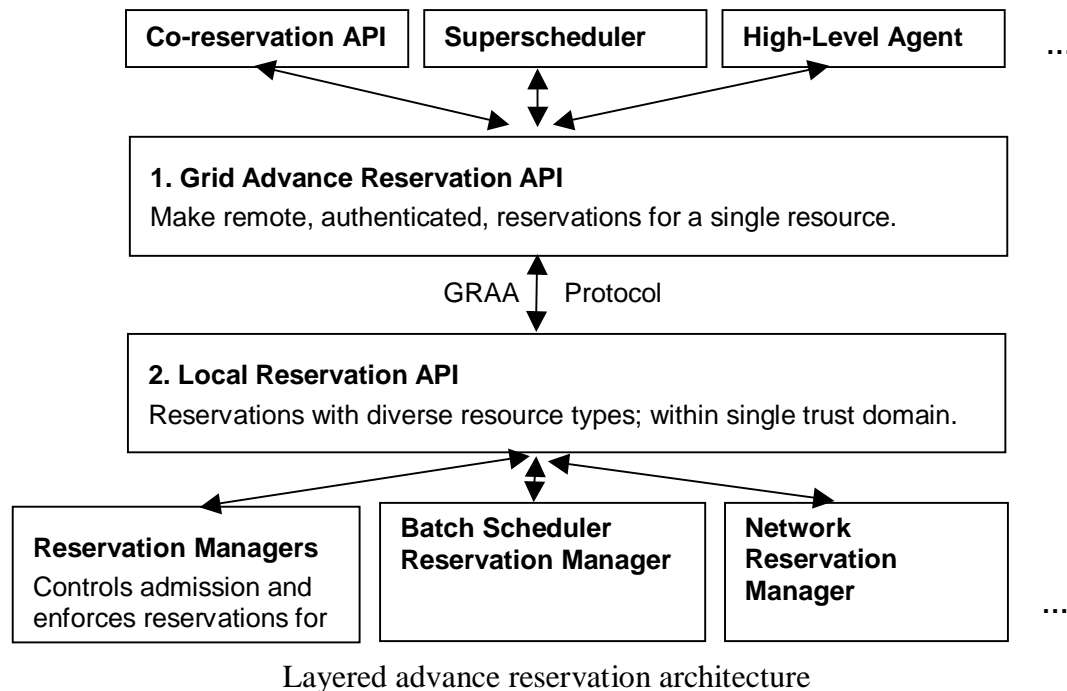 Co-reservation API
Superscheduler
High-Level Agent
...
1. Grid Advance Reservation API
Make remote, authenticated, reservations for a single resource.
GRAA Protocol
2. Local Reservation API
Reservations with diverse resource types; within single trust domain.
Reservation Managers
Controls admission and
enforces reservations for
Batch Scheduler
Reservation Manager
Network
Reservation
Manager
...
Layered advance reservation architecture